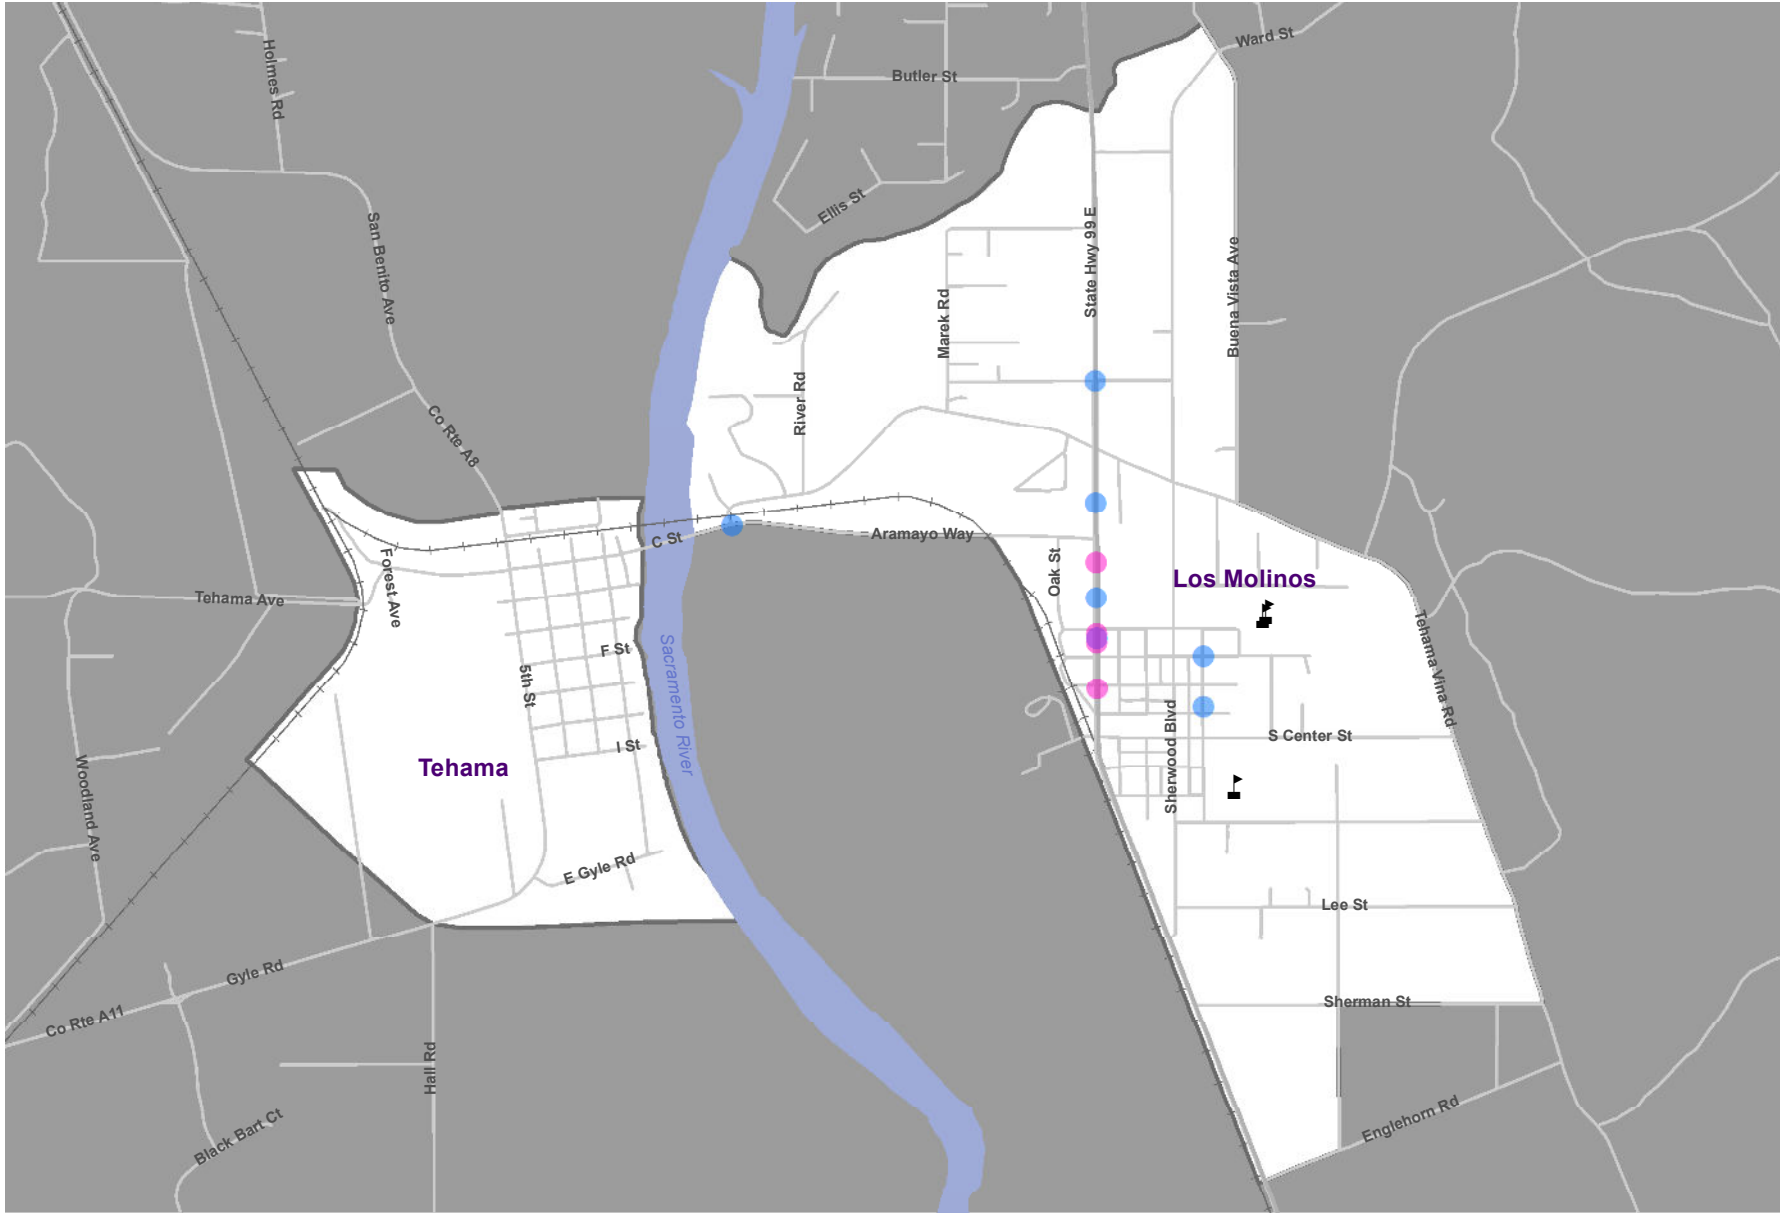 Ward St
Holmes Rd
Butler St
Ellis St
San Benito Ave
State Hwy 99 E
Buena Vista Ave
Marek Rd
River Rd
Co Rte A8
C St
Aramayo Way
Oak St
Los Molinos
Forest Ave
Tehama Ave
F St
Sacramento River
5th St
Tehama Vina Rd
Sherwood Blvd
S Center St
I St
Tehama
Woodland Ave
E Gyle Rd
Lee St
Gyle Rd
Sherman St
Co Rte A11
Hall Rd
Englehorn Rd
Black Bart Ct